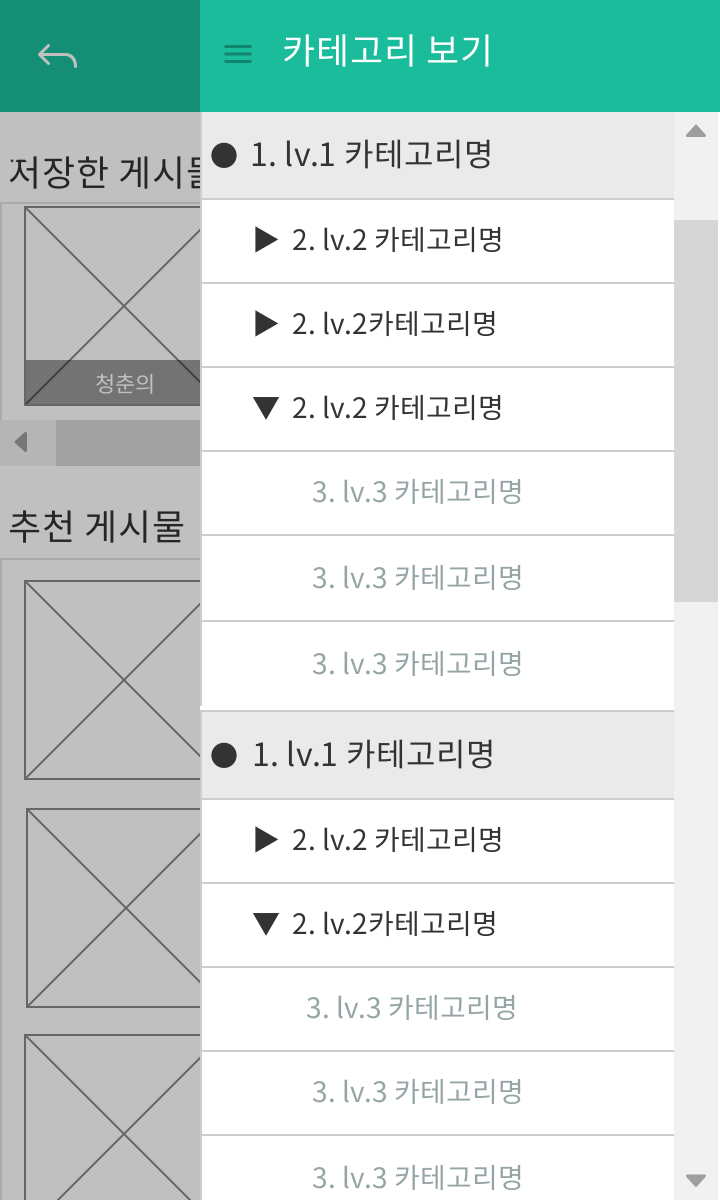 카테고리 보기
저장한 게시물
청춘의
추천 게시물
● 1. lv.1 카테고리명
▶ 2. lv.2 카테고리명
▶ 2. lv.2카테고리명
▼ 2. lv.2 카테고리명
3. lv.3 카테고리명
3. lv.3 카테고리명
3. lv.3 카테고리명
● 1. lv.1 카테고리명
▶ 2. lv.2 카테고리명
▼ 2. lv.2카테고리명
3. lv.3 카테고리명
3. lv.3 카테고리명
3. lv.3 카테고리명